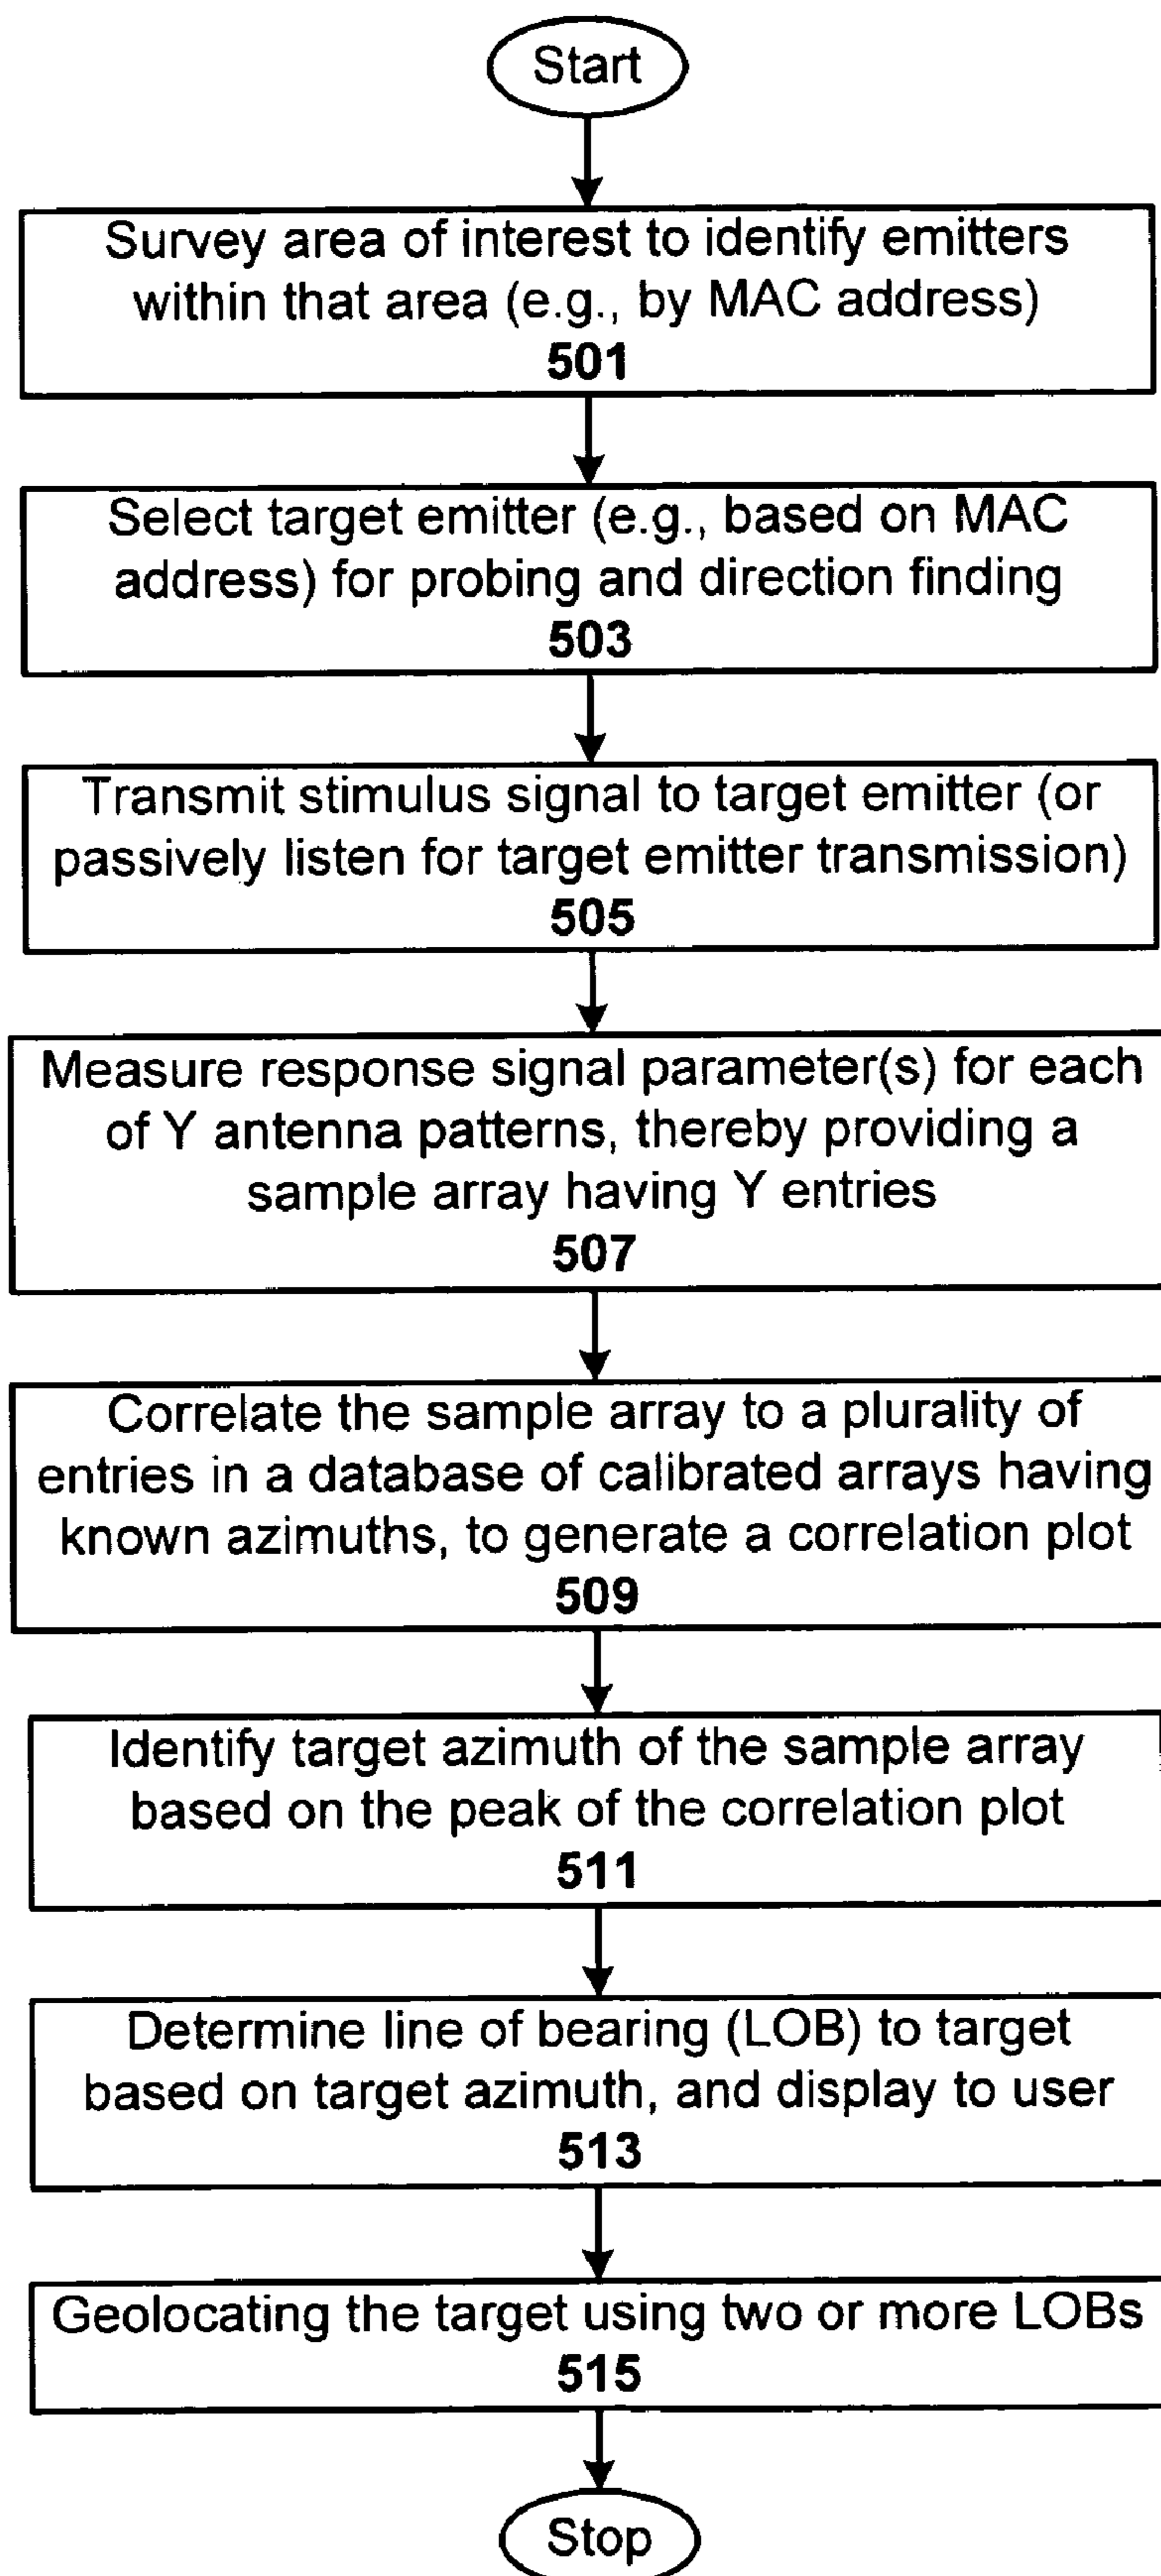 Start
Survey area of interest to identify emitters
within that area (e.g., by MAC address)
501
Select target emitter (e.g., based on MAC
address) for probing and direction finding
503
Transmit stimulus signal to target emitter (or
passively listen for target emitter transmission)
505
Measure response signal parameter(s) for each
of Y antenna patterns, thereby providing a
sample array having Y entries
507
Correlate the sample array to a plurality of
entries in a database of calibrated arrays having
known azimuths, to generate a correlation plot
509
Identify target azimuth of the sample array
based on the peak of the correlation plot
511
Determine line of bearing (LOB) to target
based on target azimuth, and display to user
513
Geolocating the target using two or more LOBs
515
Stop